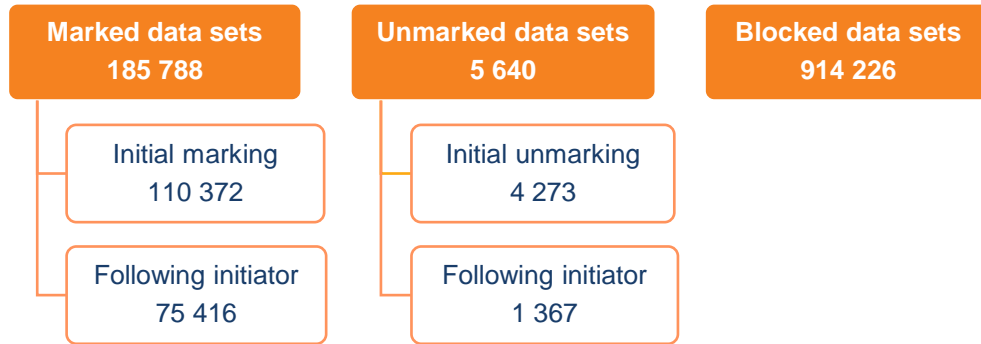 Marked data sets
185 788
Unmarked data sets
5 640
Blocked data sets
914 226
Initial marking
110 372
Initial unmarking
4 273
Following initiator
75 416
Following initiator
1 367